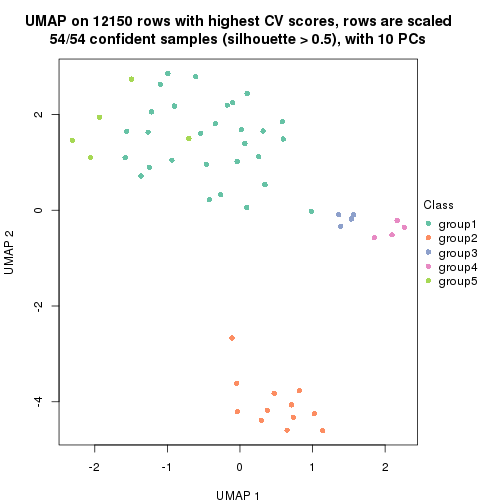 UMAP on 12150 rows with highest CV scores, rows are scaled
54/54 confident samples (silhouette > 0.5), with 10 PCs
2
0
-2
-4
UMAP 2
-2
-1
0
1
2
UMAP 1
Class
group1
group2
group3
group4
group5